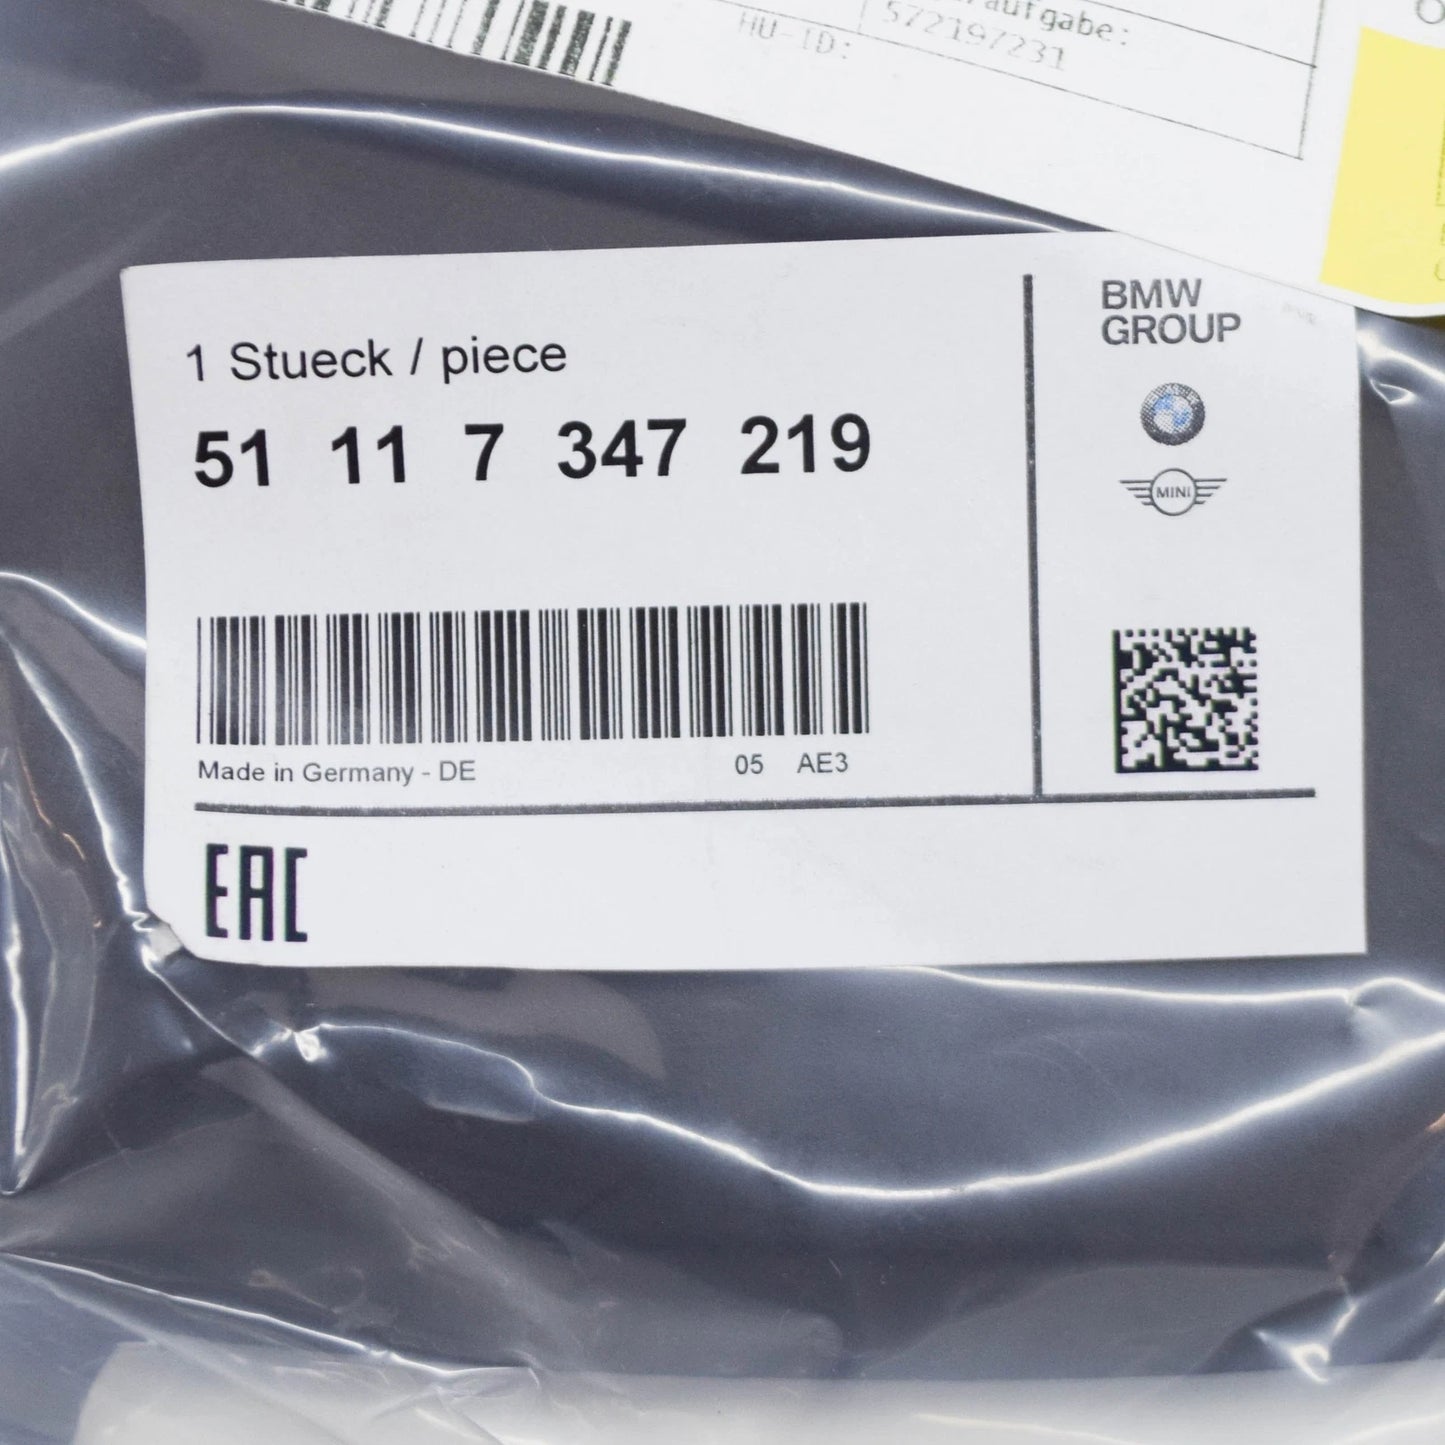 HU-ID:
572197231
1 Stueck / piece
51 11 7 347 219
Made in Germany - DE
05 AE3
BMW
GROUP
MINI
EAC